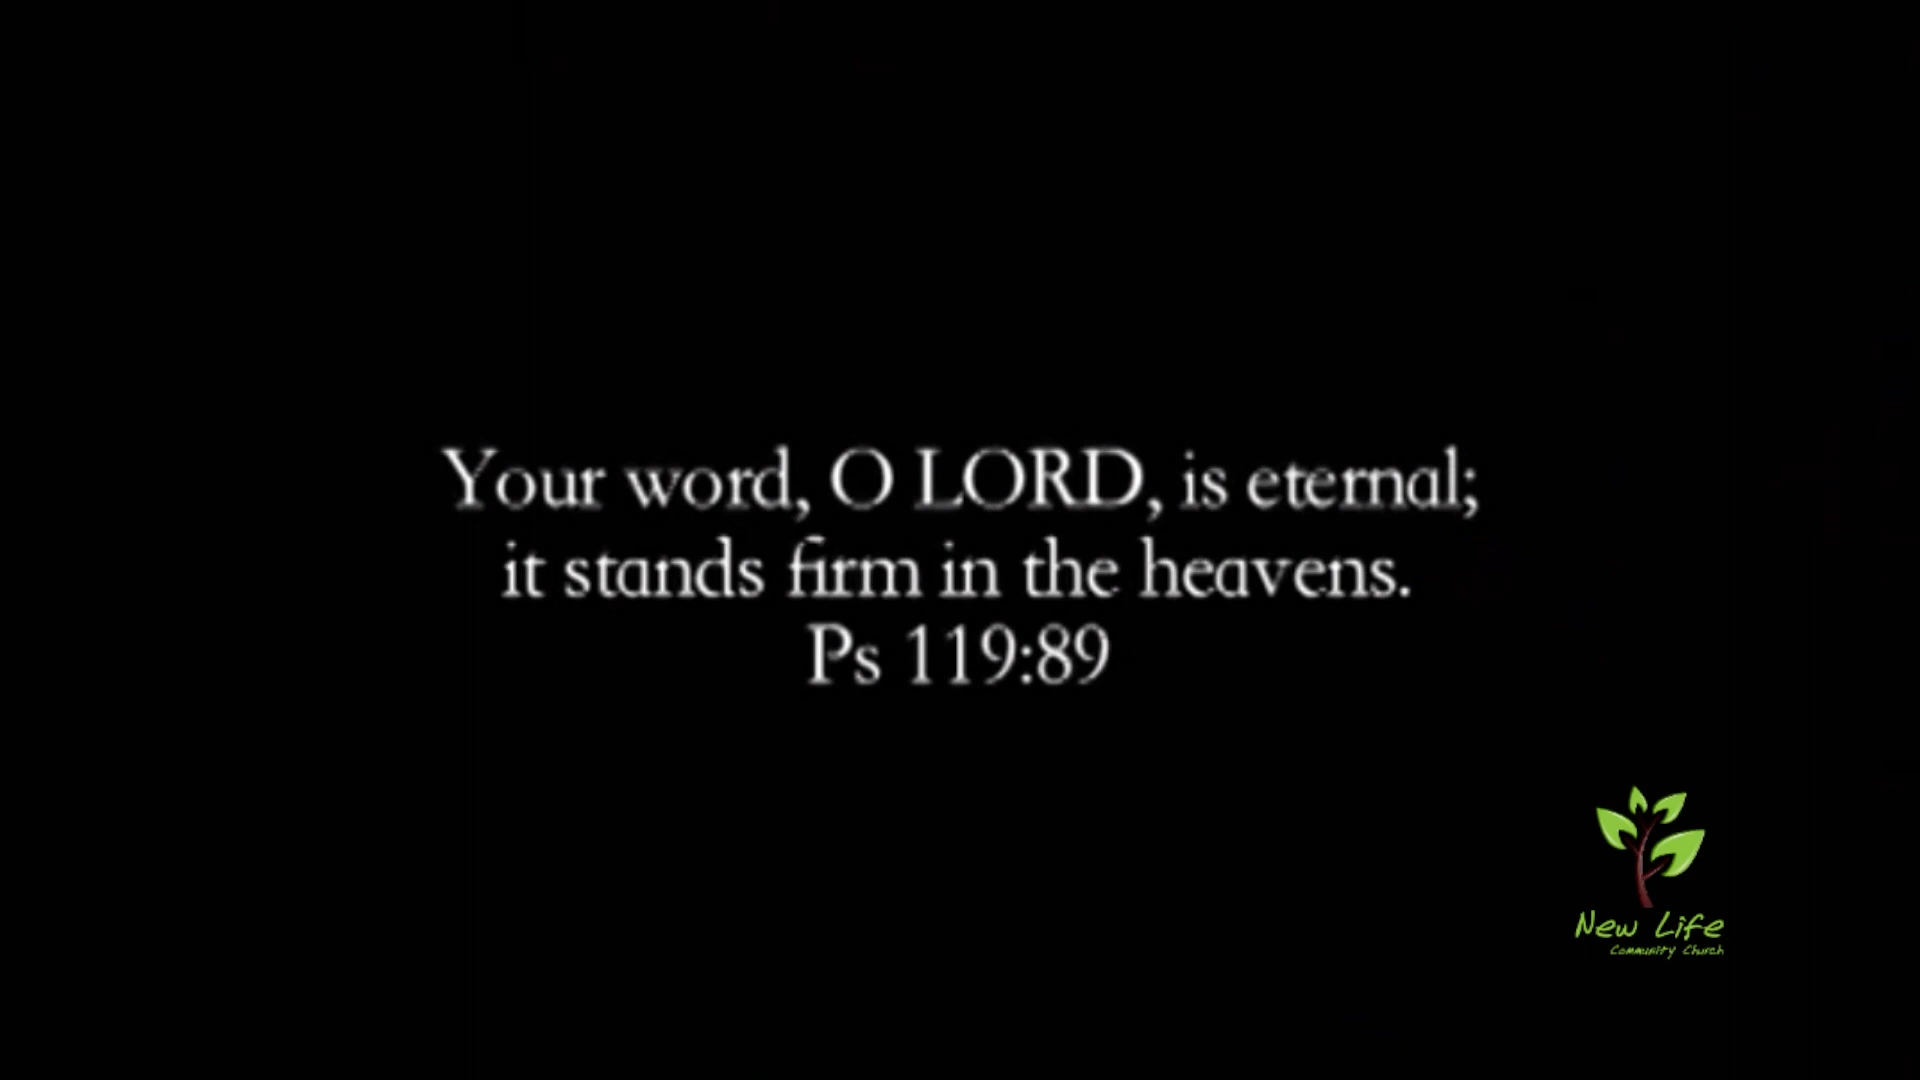 Your word, O LORD, is eternal;
it stands firm in the heavens.
Ps 119:89
New Life
Community Church